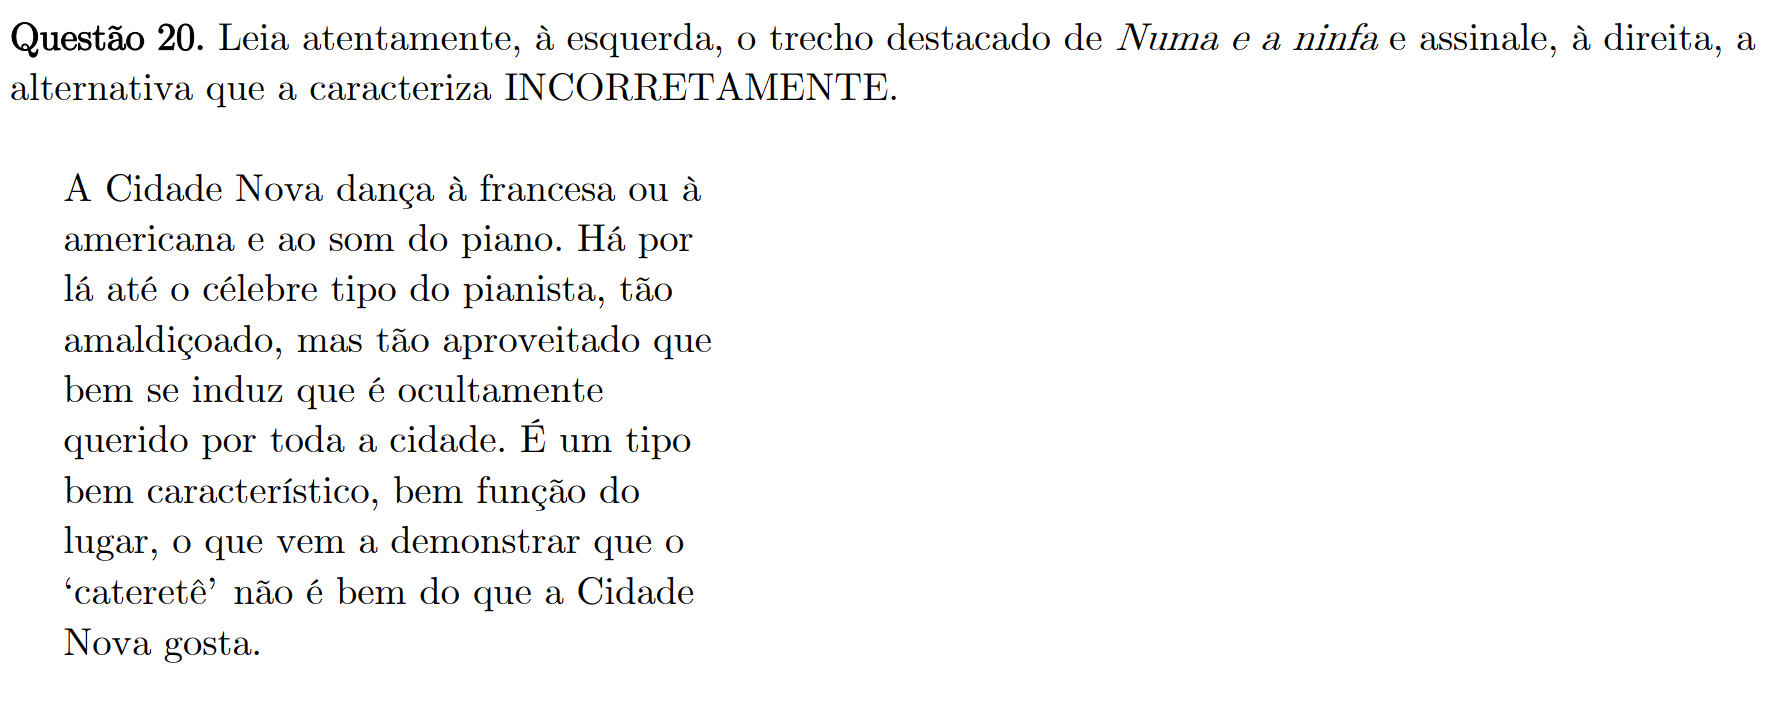 Questão 20. Leia atentamente, à esquerda, o trecho destacado de Numa e a ninfa e assinale, à direita, a
alternativa que a caracteriza INCORRETAMENTE.
A Cidade Nova dança à francesa ou à
americana e ao som do piano. Há por
lá até o célebre tipo do pianista, tão
amaldiçoado, mas tão aproveitado que
bem se induz que é ocultamente
querido por toda a cidade. É um tipo
bem característico, bem função do
lugar, o que vem a demonstrar que o
‘cateretê’ não é bem do que a Cidade
Nova gosta.